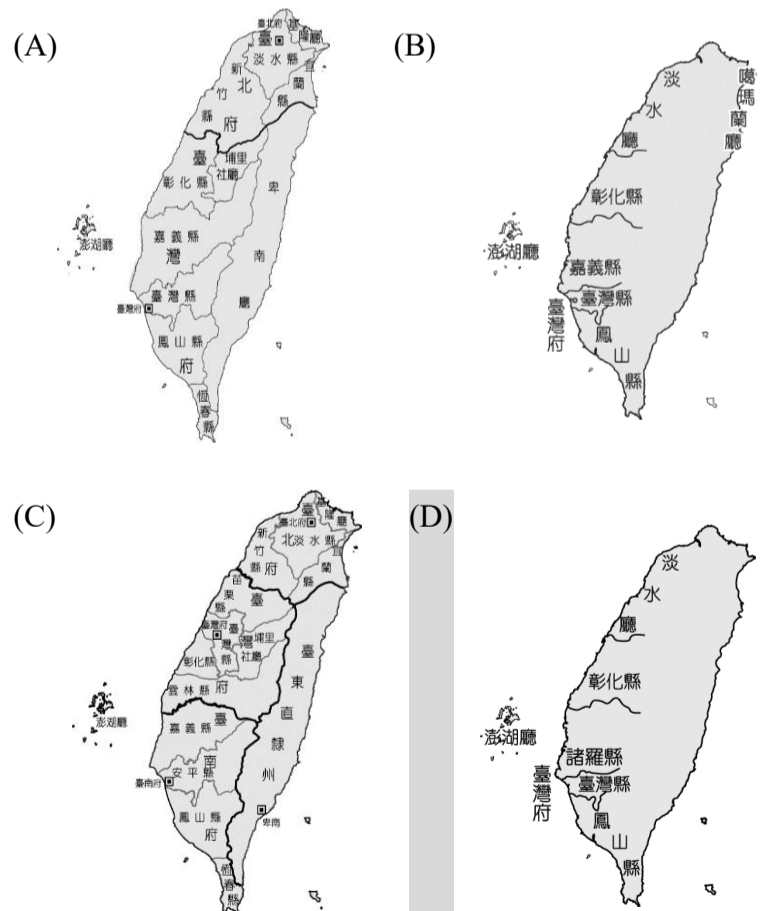 (A)
臺北府
基隆廳
臺北府
淡水縣
宜蘭縣
新竹縣
臺灣府
埔里社廳
彰化縣
卑南廳
嘉義縣
臺灣縣
臺灣府
鳳山縣
恆春縣
澎湖廳
(B)
淡水廳
噶瑪蘭廳
彰化縣
澎湖廳
嘉義縣
臺灣縣
臺灣府
鳳山縣
(C)
基隆廳
臺北府
臺北府
淡水縣
宜蘭縣
新竹縣
苗栗縣
臺灣府
臺灣府
臺灣縣
埔里社廳
彰化縣
雲林縣
臺東直隸州
澎湖廳
嘉義縣
臺南府
安平縣
臺南府
鳳山縣
卑南
恆春縣
(D)
淡水廳
彰化縣
澎湖廳
諸羅縣
臺灣縣
臺灣府
鳳山縣